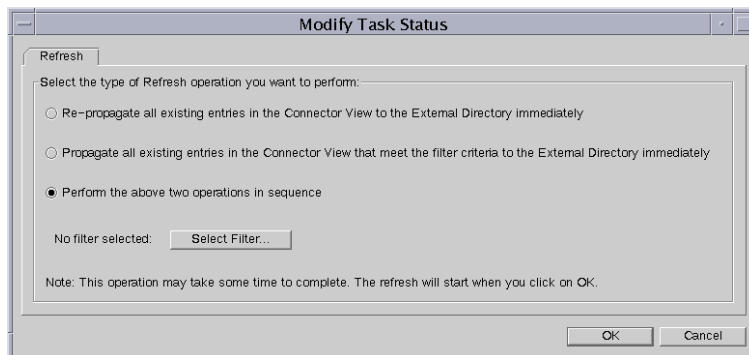 Modify Task Status
Refresh
Select the type of Refresh operation you want to perform:
Re-propagate all existing entries in the Connector View to the External Directory immediately
Propagate all existing entries in the Connector View that meet the filter criteria to the External Directory immediately
Perform the above two operations in sequence
No filter selected: Select Filter...
Note: This operation may take some time to complete. The refresh will start when you click on OK.
OK Cancel